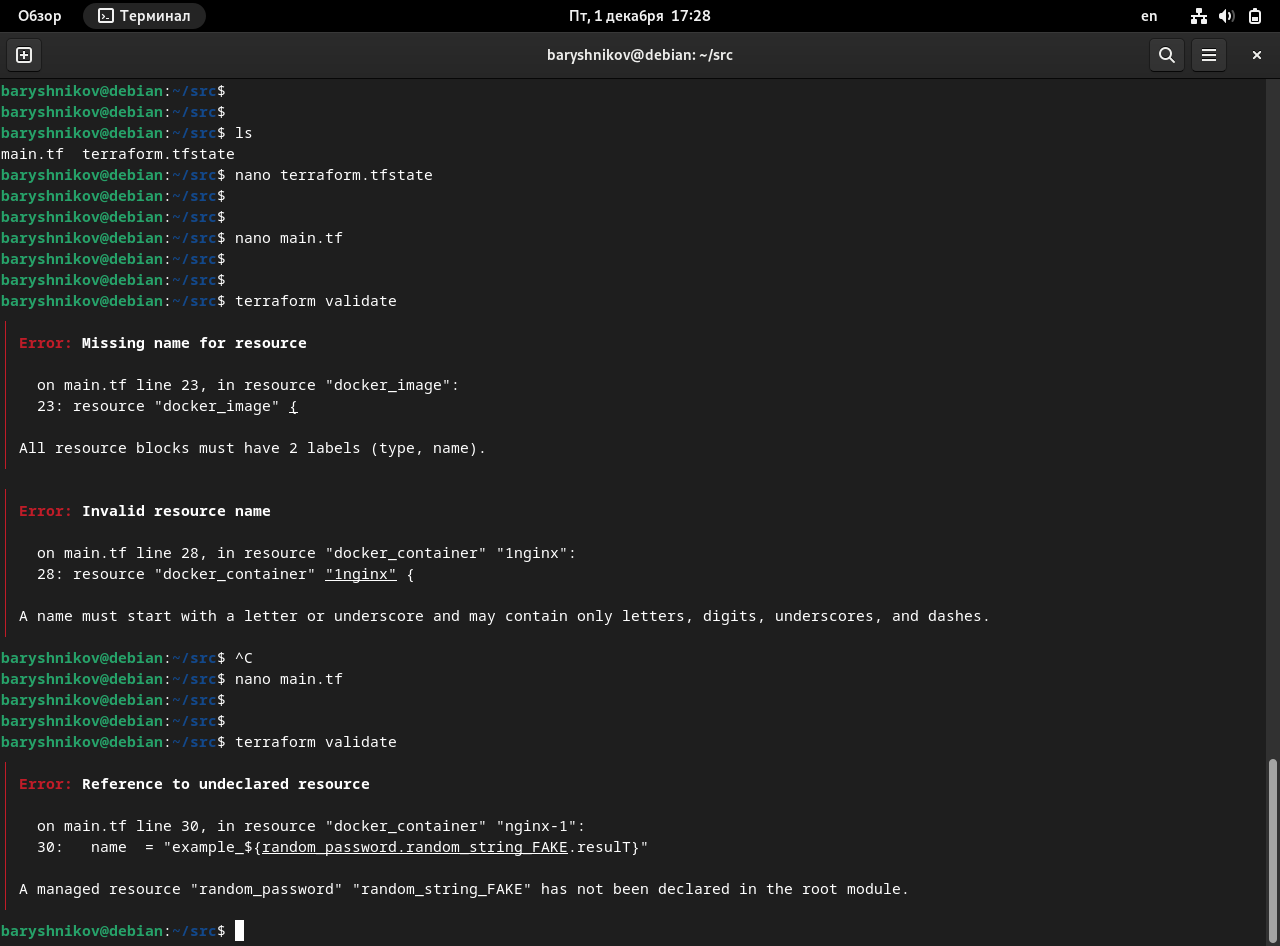 Обзор
Терминал
Пт, 1 декабря 17:28
en
baryshnikov@debian: ~/src
baryshnikov@debian:~/src$
baryshnikov@debian:~/src$
baryshnikov@debian:~/src$ ls
main.tf  terraform.tfstate
baryshnikov@debian:~/src$ nano terraform.tfstate
baryshnikov@debian:~/src$
baryshnikov@debian:~/src$
baryshnikov@debian:~/src$ nano main.tf
baryshnikov@debian:~/src$
baryshnikov@debian:~/src$
baryshnikov@debian:~/src$ terraform validate
Error: Missing name for resource
on main.tf line 23, in resource "docker_image":
23: resource "docker_image" {
All resource blocks must have 2 labels (type, name).
Error: Invalid resource name
on main.tf line 28, in resource "docker_container" "1nginx":
28: resource "docker_container" "1nginx" {
A name must start with a letter or underscore and may contain only letters, digits, underscores, and dashes.
baryshnikov@debian:~/src$ ^C
baryshnikov@debian:~/src$ nano main.tf
baryshnikov@debian:~/src$
baryshnikov@debian:~/src$
baryshnikov@debian:~/src$ terraform validate
Error: Reference to undeclared resource
on main.tf line 30, in resource "docker_container" "nginx-1":
30:   name  = "example_${random_password.random_string_FAKE.resulT}"
A managed resource "random_password" "random_string_FAKE" has not been declared in the root module.
baryshnikov@debian:~/src$